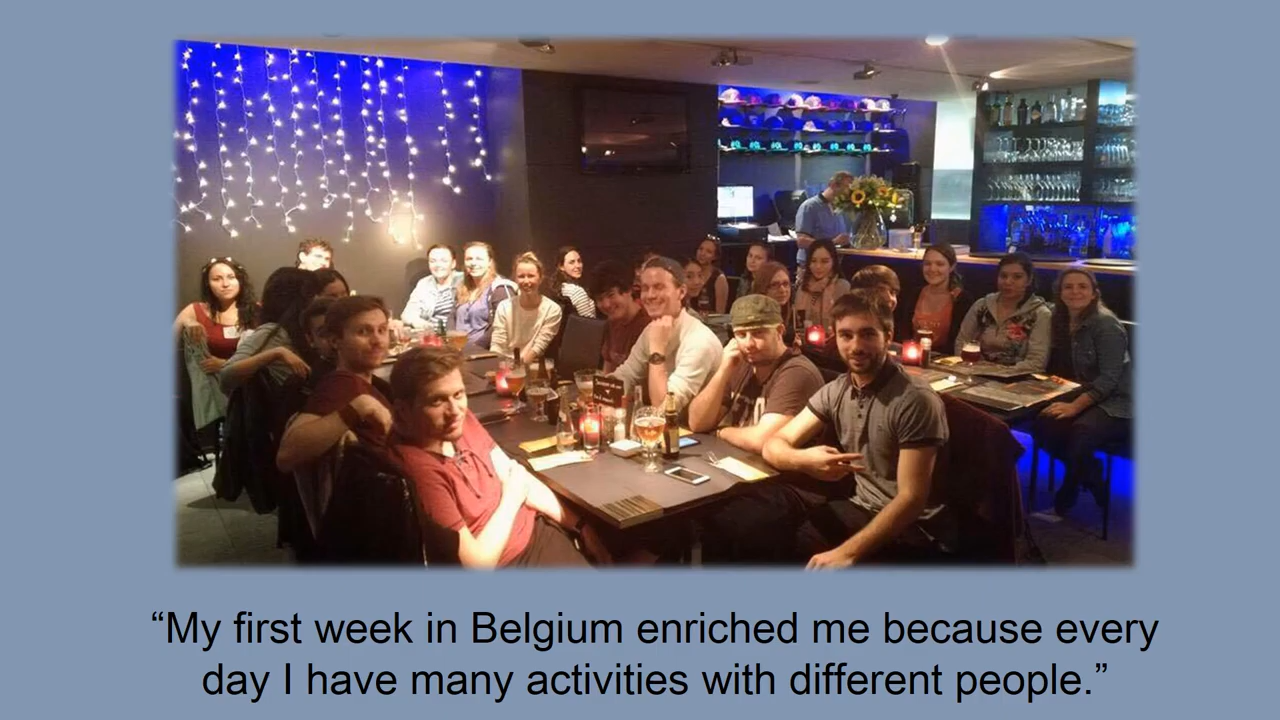 “My first week in Belgium enriched me because every
day I have many activities with different people.”